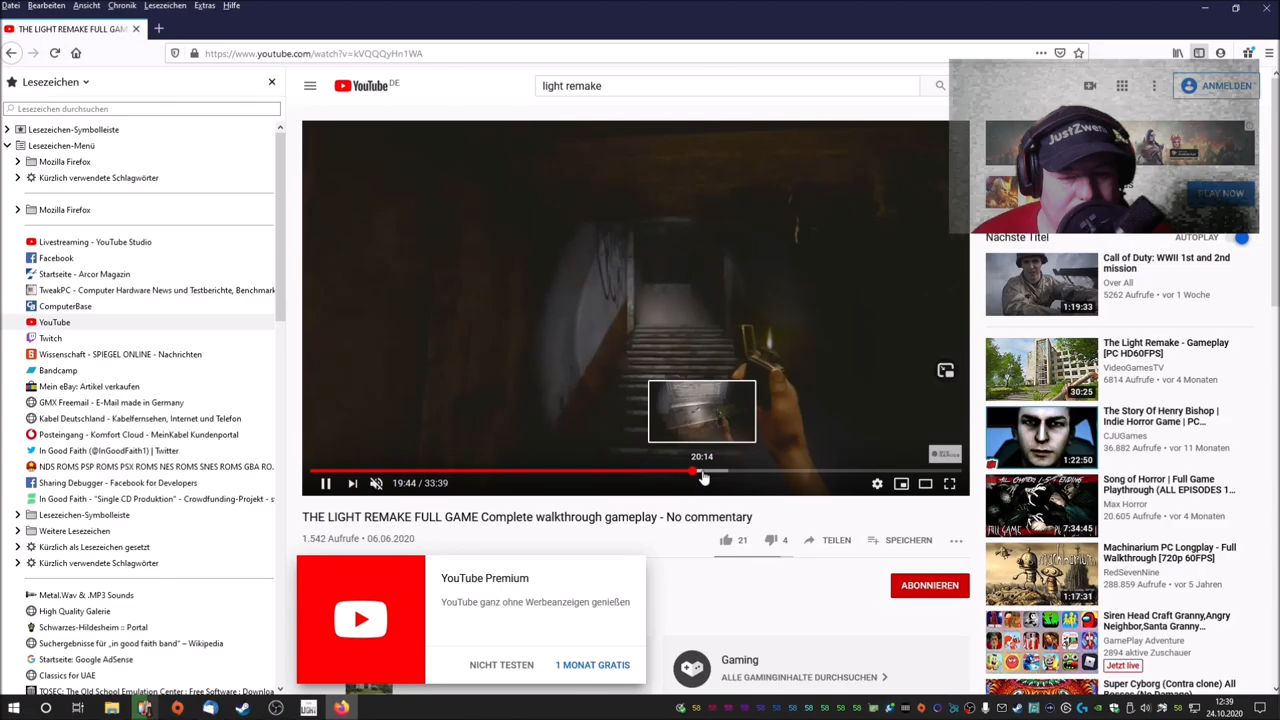 Datei Bearbeiten Ansicht Chronik Lesezeichen Extras Hilfe
THE LIGHT REMAKE FULL GAM
https://www.youtube.com/watch?v=kVQQQyHn1WA
Lesezeichen
Lesezeichen durchsuchen
Lesezeichen-Symbolleiste
Lesezeichen-Menü
Mozilla Firefox
Kürzlich verwendete Schlagwörter
Mozilla Firefox
Livestreaming - YouTube Studio
Facebook
Startseite - Arcor Magazin
TweakPC - Computer Hardware News und Testberichte, Benchmark
ComputerBase
YouTube
Twitch
Wissenschaft - SPIEGEL ONLINE - Nachrichten
Bandcamp
Mein eBay: Artikel verkaufen
GMX Freemail - E-Mail made in Germany
Kabel Deutschland - Kabelfernsehen, Internet und Telefon
Posteingang – Komfort Cloud - MeinKabel Kundenportal
In Good Faith (@InGoodFaith1) | Twitter
NDS ROMS PSP ROMS PSX ROMS NES ROMS SNES ROMS GBA RO...
Sharing Debugger - Facebook for Developers
In Good Faith - "Single CD Produktion" - Crowdfunding-Projekt - st
Lesezeichen-Symbolleiste
Weitere Lesezeichen
Kürzlich als Lesezeichen gesetzt
Kürzlich verwendete Schlagwörter
Metal.Wav & .MP3 Sounds
High Quality Galerie
Schwarzes-Hildesheim :: Portal
Suchergebnisse für „in good faith band“ – Wikipedia
Startseite: Google AdSense
Classics for UAE
TOSEC: The Old School Emulation Center : Free Software : Downloa
YouTube DE
light remake
ANMELDEN
JustZwen
PLAY NOW
20:14
19:44 / 33:39
THE LIGHT REMAKE FULL GAME Complete walkthrough gameplay - No commentary
1.542 Aufrufe • 06.06.2020
21
4
TEILEN
SPEICHERN
YouTube Premium
YouTube ganz ohne Werbeanzeigen genießen
NICHT TESTEN
1 MONAT GRATIS
ABONNIEREN
Gaming
ALLE GAMINGINHALTE DURCHSUCHEN
Nächste Titel
AUTOPLAY
Call of Duty: WWII 1st and 2nd
mission
Over All
5262 Aufrufe • vor 1 Woche
1:19:33
The Light Remake - Gameplay
[PC HD60FPS]
VideoGamesTV
6814 Aufrufe • vor 4 Monaten
30:25
The Story Of Henry Bishop |
Indie Horror Game | PC...
CJUGames
36.882 Aufrufe • vor 11 Monaten
1:22:50
Song of Horror | Full Game
Playthrough (ALL EPISODES 1...
Max Horror
20.605 Aufrufe • vor 4 Monaten
7:34:45
Machinarium PC Longplay - Full
Willkthrough [720p 60FPS]
RedSevenNine
288.859 Aufrufe • vor 5 Jahren
1:17:31
Siren Head Craft Granny,Angry
Neighbor,Santa Granny...
GamePlay Adventure
2894 aktive Zuschauer
Jetzt live
Super Cyborg (Contra clone) All
LIGHT
12:39
24.10.2020